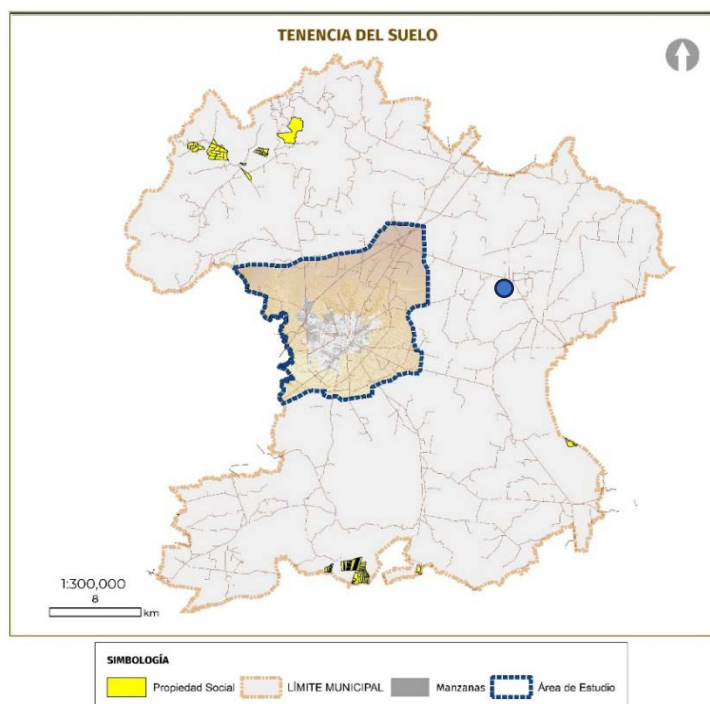 TENENCIA DEL SUELO
1:300,000
8
km
SIMBOLOGÍA
Propiedad Social
LÍMITE MUNICIPAL
Manzanas
Área de Estudio